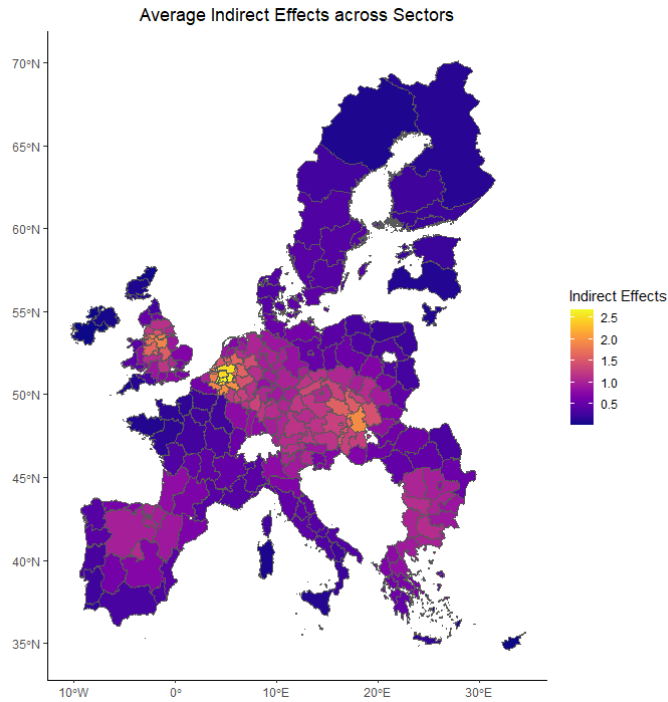 Average Indirect Effects across Sectors
70°N
65°N
60°N
55°N
50°N
45°N
40°N
35°N
10°W
0°
10°E
20°E
30°E
Indirect Effects
2.5
2.0
1.5
1.0
0.5